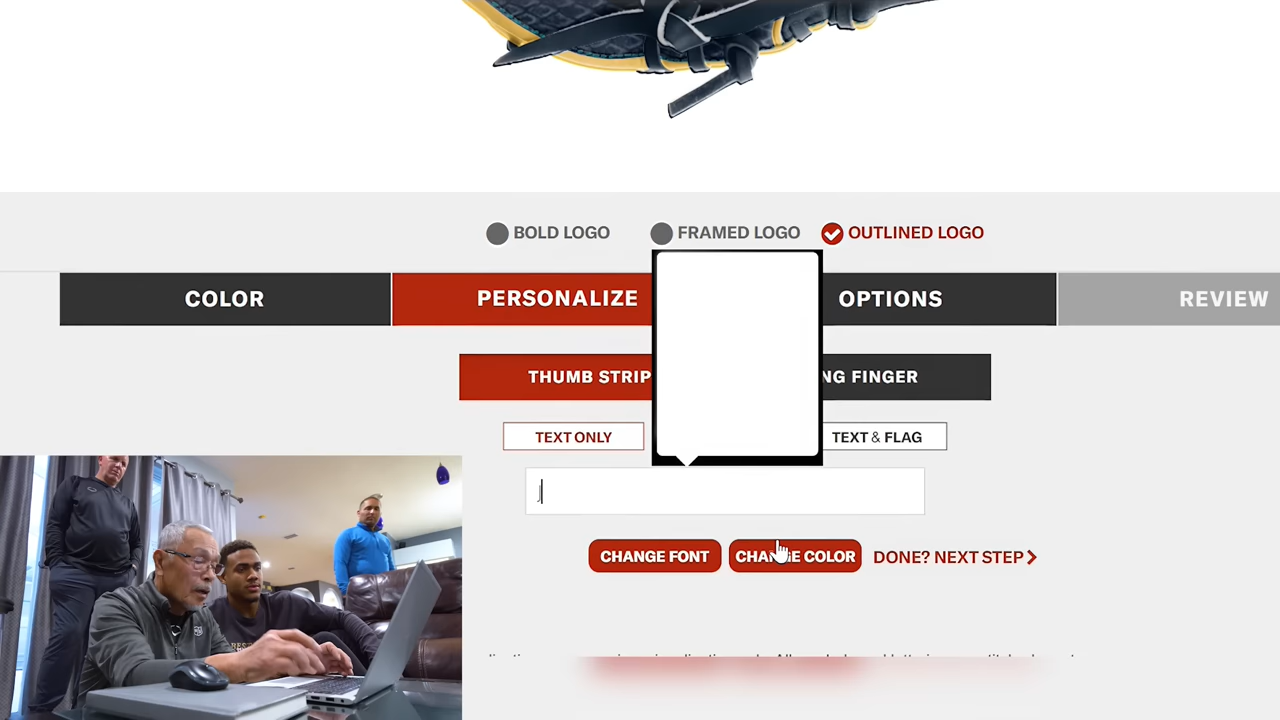 BOLD LOGO FRAMED LOGO OUTLINED LOGO
COLOR PERSONALIZE OPTIONS REVIEW
THUMB STRIP NG FINGER
TEXT ONLY TEXT & FLAG
J
CHANGE FONT CHANGE COLOR DONE? NEXT STEP